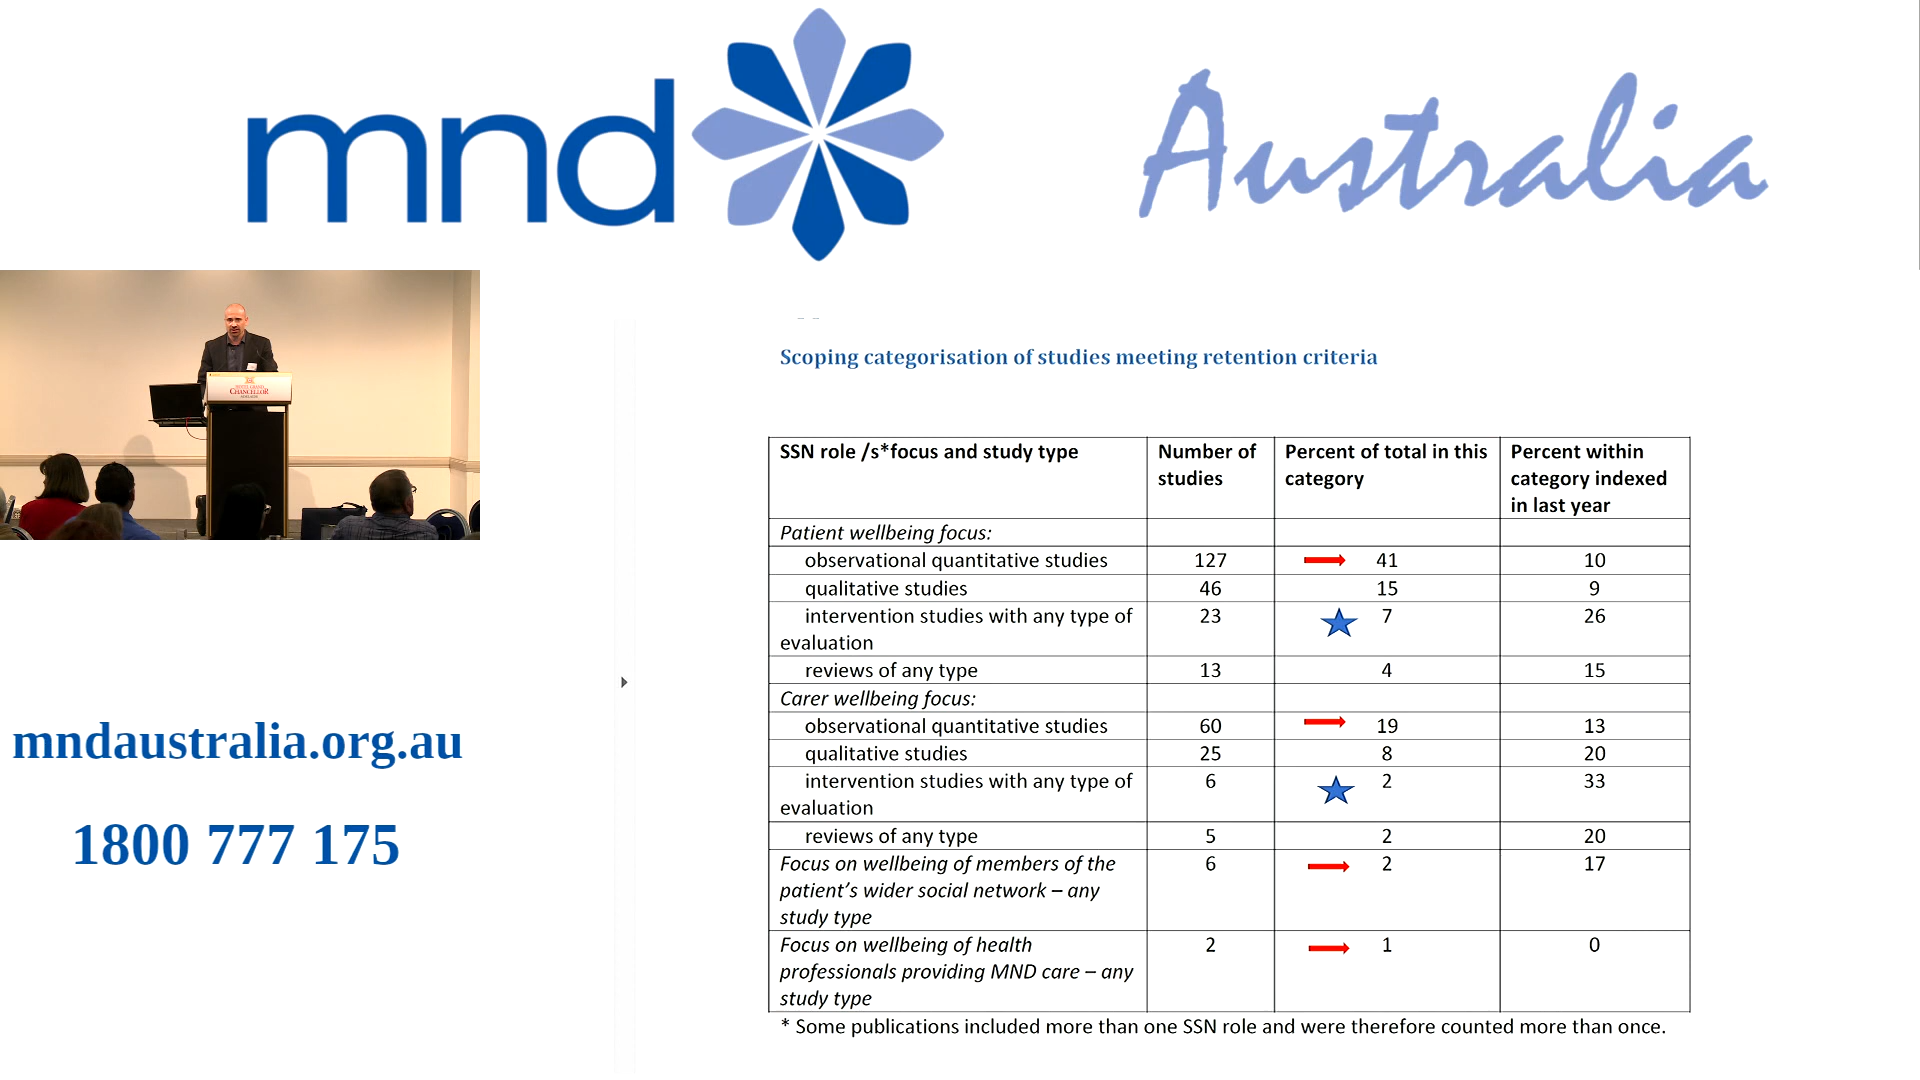 mnd Australia
CHANCELLOR
mndaustralia.org.au
1800 777 175
Scoping categorisation of studies meeting retention criteria
SSN role /s*focus and study type
Number of
studies
Percent of total in this
category
Percent within
category indexed
in last year
Patient wellbeing focus:
observational quantitative studies 127 41 10
qualitative studies 46 15 9
intervention studies with any type of 23 7 26
evaluation
reviews of any type 13 4 15
Carer wellbeing focus:
observational quantitative studies 60 19 13
qualitative studies 25 8 20
intervention studies with any type of 6 2 33
evaluation
reviews of any type 5 2 20
Focus on wellbeing of members of the 6 2 17
patient’s wider social network – any
study type
Focus on wellbeing of health 2 1 0
professionals providing MND care – any
study type
* Some publications included more than one SSN role and were therefore counted more than once.